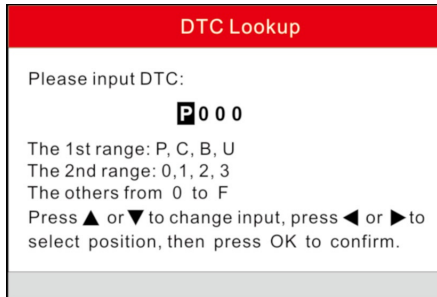 DTC Lookup
Please input DTC:
P000
The 1st range: P, C, B, U
The 2nd range: 0,1, 2, 3
The others from 0 to F
Press ▲ or ▼ to change input, press ◀ or ▶ to
select position, then press OK to confirm.